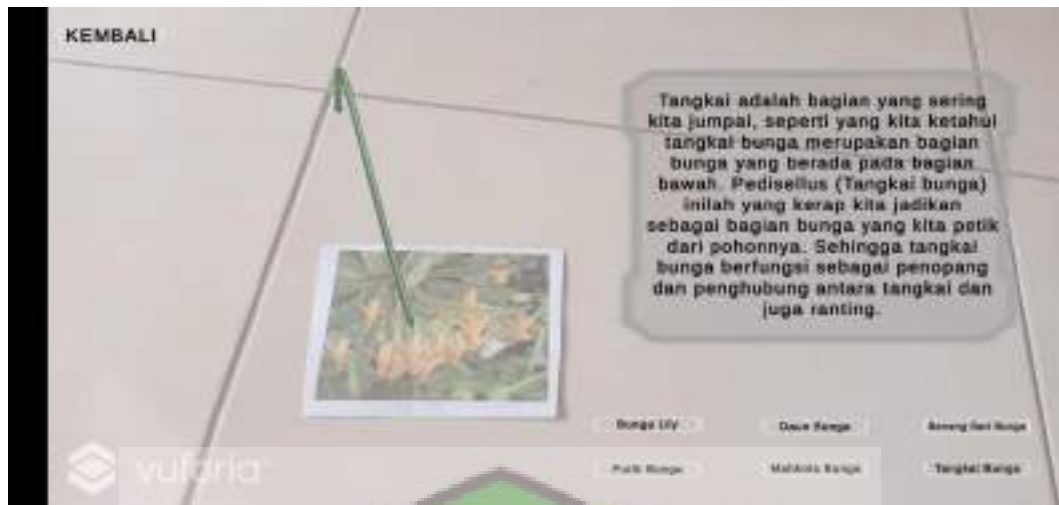 KEMBALI
Tangkai adalah bagian yang sering
kita jumpai, seperti yang kita ketahui
tangkai bunga merupakan bagian
bunga yang berada pada bagian
bawah. Pedisellus (Tangkai bunga)
inilah yang kerap kita jadikan
sebagai bagian bunga yang kita petik
dari pohonnya. Sehingga tangkai
bunga berfungsi sebagai penopang
dan penghubung antara tangkai dan
juga ranting.
Bunga Lily
Daun Bunga
Benang Sari Bunga
Putik Bunga
Mahkota Bunga
Tangkai Bunga
vuforia